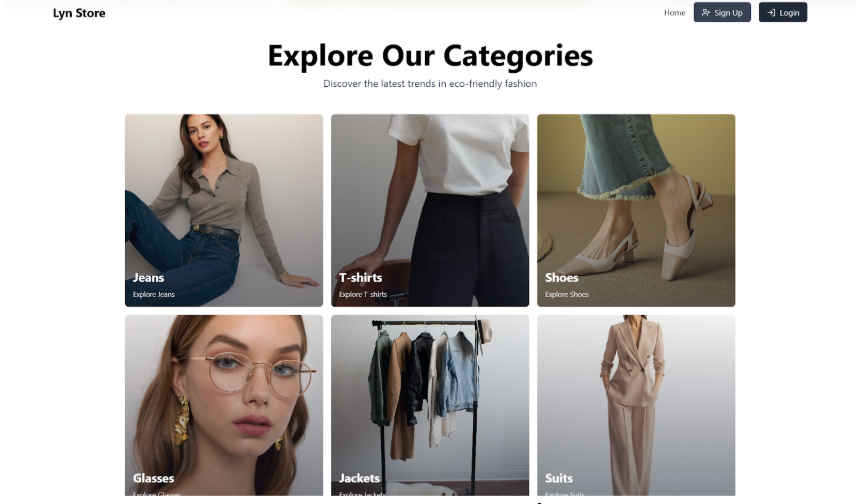 Lyn Store
Home
Sign Up
Login
Explore Our Categories
Discover the latest trends in eco-friendly fashion
Jeans
Explore Jeans
T-shirts
Explore T-shirts
Shoes
Explore Shoes
Glasses
Explore Glasses
Jackets
Explore Jackets
Suits
Explore Suits